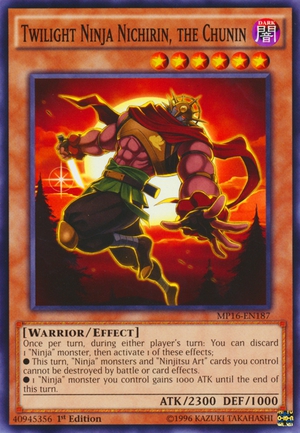 Twilight Ninja Nichirin, the Chunin
DARK
闇
MP16-EN187
[Warrior/Effect]
Once per turn, during either player's turn: You can discard
1 "Ninja" monster, then activate 1 of these effects;
● This turn, "Ninja" monsters and "Ninjitsu Art" cards you control
cannot be destroyed by battle or card effects.
● 1 "Ninja" monster you control gains 1000 ATK until the end of
this turn.
ATK/2300 DEF/1000
40945356 1st Edition ©1996 KAZUKI TAKAHASHI